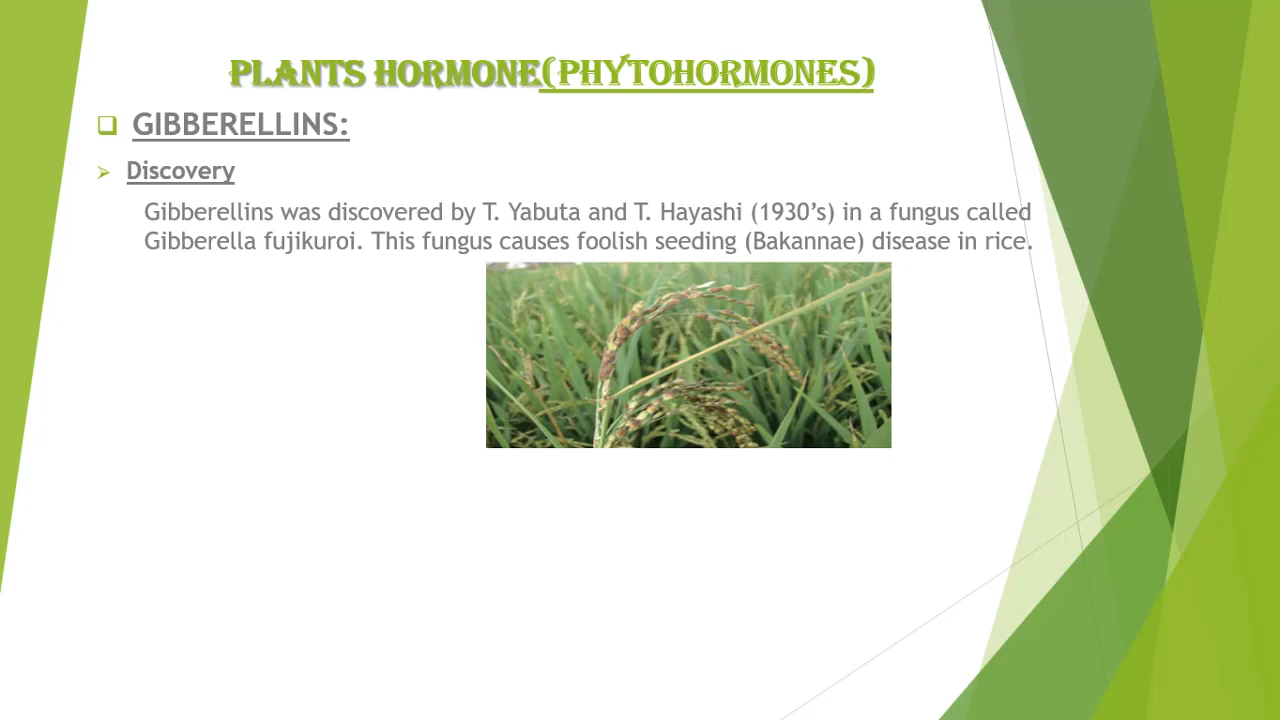 PLANTS HORMONE(PHYTOHORMONES)
GIBBERELLINS:
Discovery
Gibberellins was discovered by T. Yabuta and T. Hayashi (1930’s) in a fungus called
Gibberella fujikuroi. This fungus causes foolish seeding (Bakannae) disease in rice.